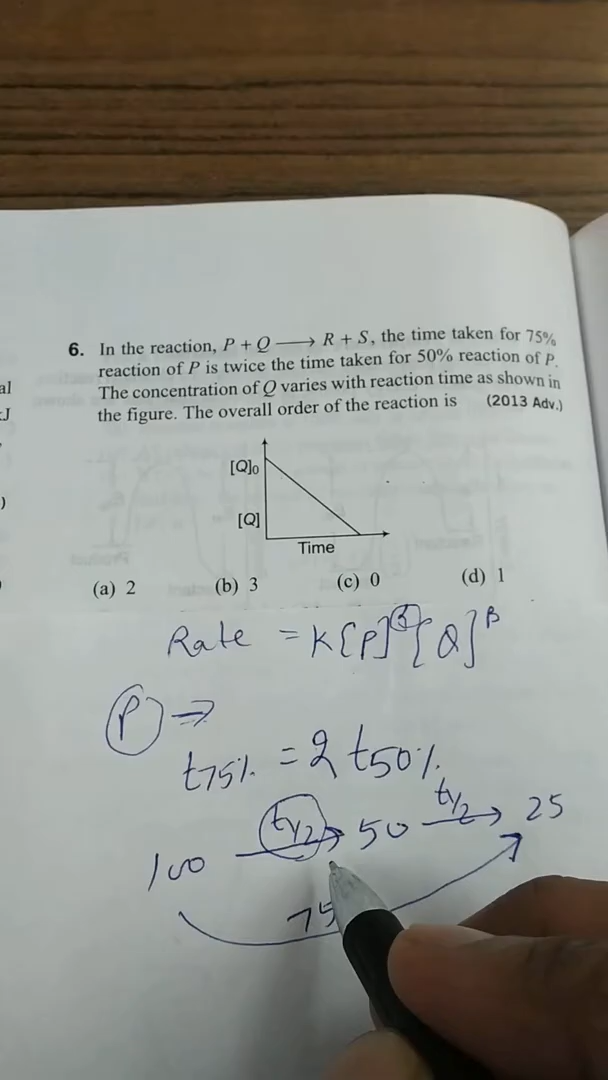 6. In the reaction, P + Q ⟶ R + S, the time taken for 75%
reaction of P is twice the time taken for 50% reaction of P.
The concentration of Q varies with reaction time as shown in
the figure. The overall order of the reaction is (2013 Adv.)
al
J
)
[Q]₀
[Q]
Time
(a) 2 (b) 3 (c) 0 (d) 1
Rate = K[P]^α[Q]^β
P ⇒
t75% = 2 t50%
100 —t1/2→ 50 —t1/2→ 25
75